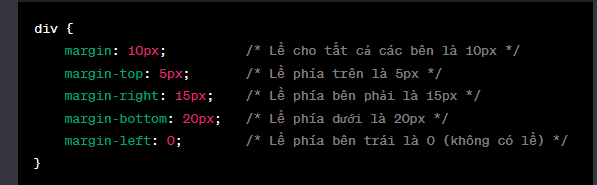 div {
    margin: 10px;          /* Lề cho tất cả các bên là 10px */
    margin-top: 5px;       /* Lề phía trên là 5px */
    margin-right: 15px;    /* Lề phía bên phải là 15px */
    margin-bottom: 20px;   /* Lề phía dưới là 20px */
    margin-left: 0;        /* Lề phía bên trái là 0 (không có lề) */
}